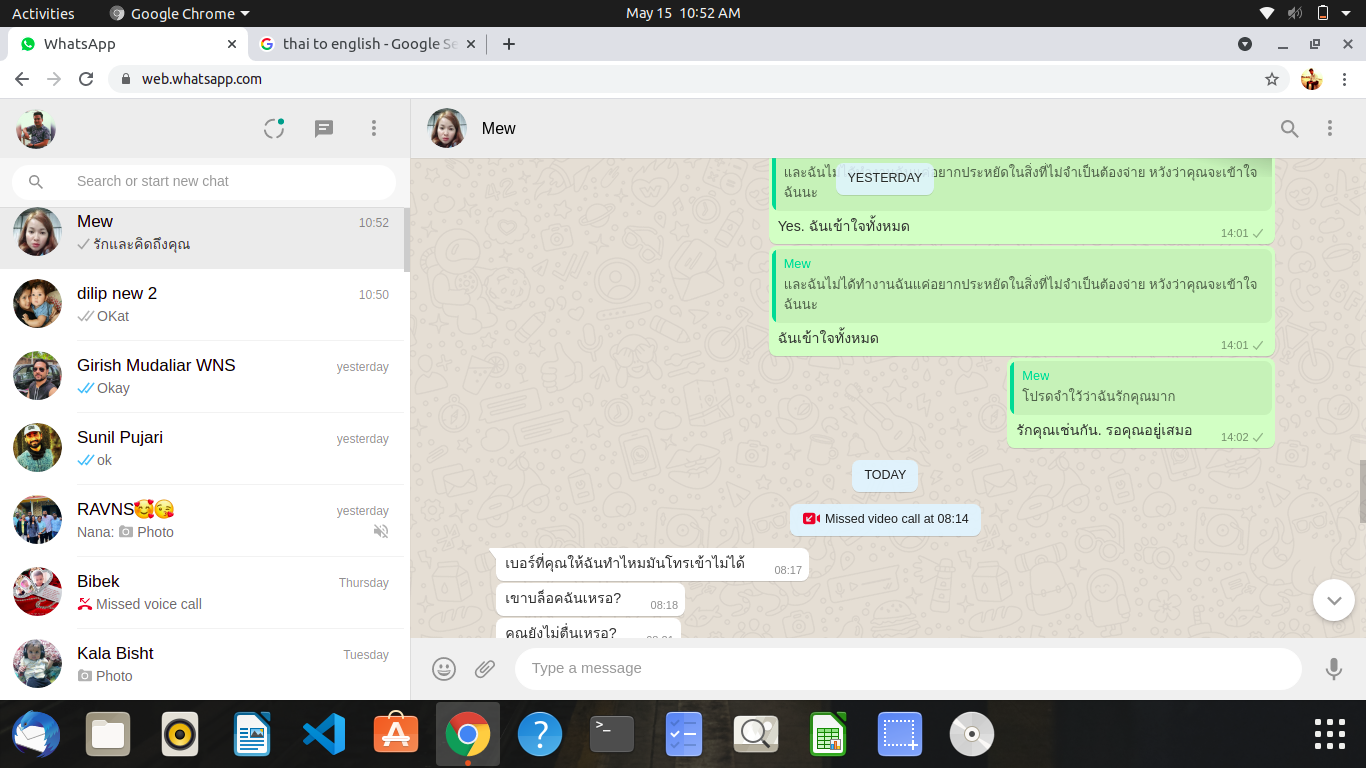 Activities
Google Chrome
May 15 10:52 AM
WhatsApp
thai to english - Google Se
web.whatsapp.com
Mew
Search or start new chat
Mew
10:52
รักและคิดถึงคุณ
dilip new 2
10:50
OKat
Girish Mudaliar WNS
yesterday
Okay
Sunil Pujari
yesterday
ok
RAVNS🥰😘
yesterday
Nana: Photo
Bibek
Thursday
Missed voice call
Kala Bisht
Tuesday
Photo
และฉันไม่ อยากประหยัดในสิ่งที่ไม่จำเป็นต้องจ่าย หวังว่าคุณจะเข้าใจ
YESTERDAY
ฉันนะ
Yes. ฉันเข้าใจทั้งหมด
14:01
Mew
และฉันไม่ได้ทำงานฉันแค่อยากประหยัดในสิ่งที่ไม่จำเป็นต้องจ่าย หวังว่าคุณจะเข้าใจ
ฉันนะ
ฉันเข้าใจทั้งหมด
14:01
Mew
โปรดจำใว้ว่าฉันรักคุณมาก
รักคุณเช่นกัน. รอคุณอยู่เสมอ
14:02
TODAY
Missed video call at 08:14
เบอร์ที่คุณให้ฉันทำไหมมันโทรเข้าไม่ได้
08:17
เขาบล็อคฉันเหรอ?
08:18
คุณยังไม่ตื่นเหรอ?
Type a message